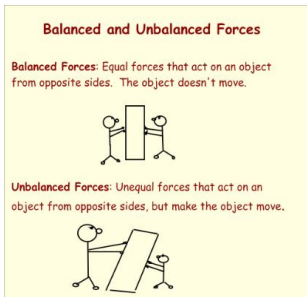 Balanced and Unbalanced Forces
Balanced Forces: Equal forces that act on an object
from opposite sides. The object doesn't move.
Unbalanced Forces: Unequal forces that act on an
object from opposite sides, but make the object move.